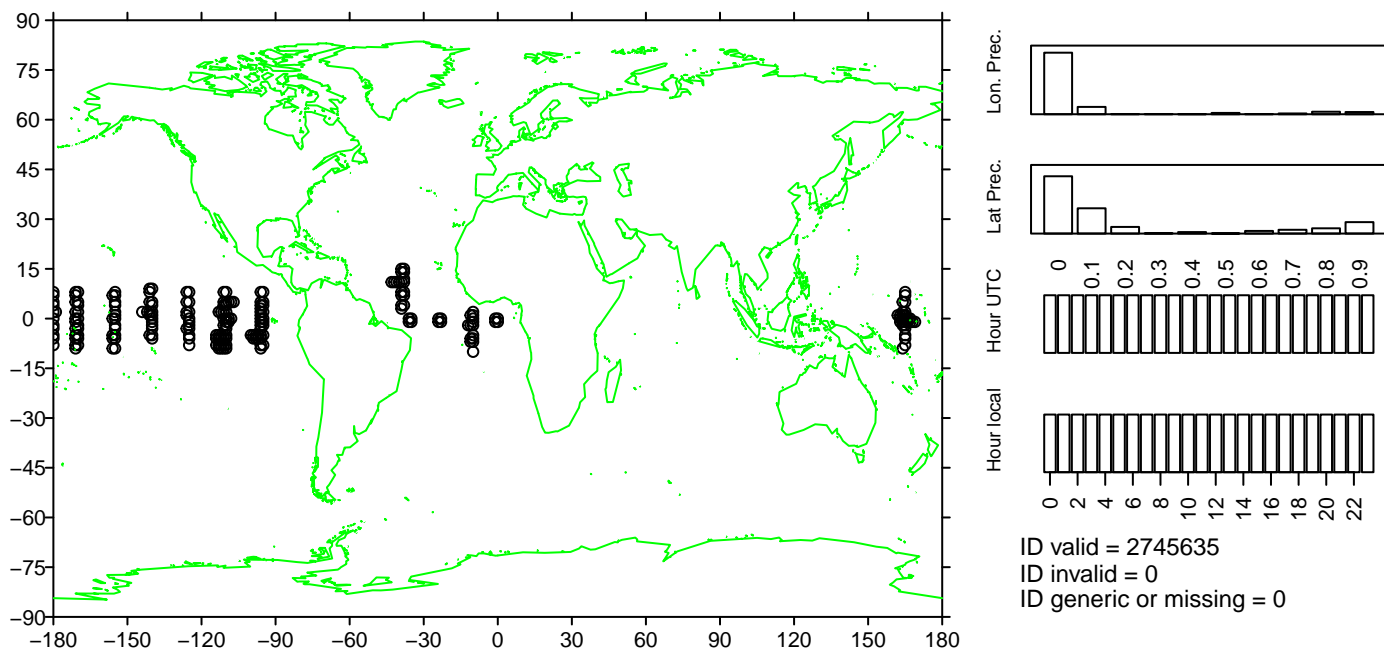 90
75
60
45
30
15
0
−15
−30
−45
−60
−75
−90
−180 −150 −120 −90 −60 −30 0 30 60 90 120 150 180
Lon. Prec.
Lat Prec.
0 0.1 0.2 0.3 0.4 0.5 0.6 0.7 0.8 0.9
Hour UTC
Hour local
0 2 4 6 8 10 12 14 16 18 20 22
ID valid = 2745635
ID invalid = 0
ID generic or missing = 0